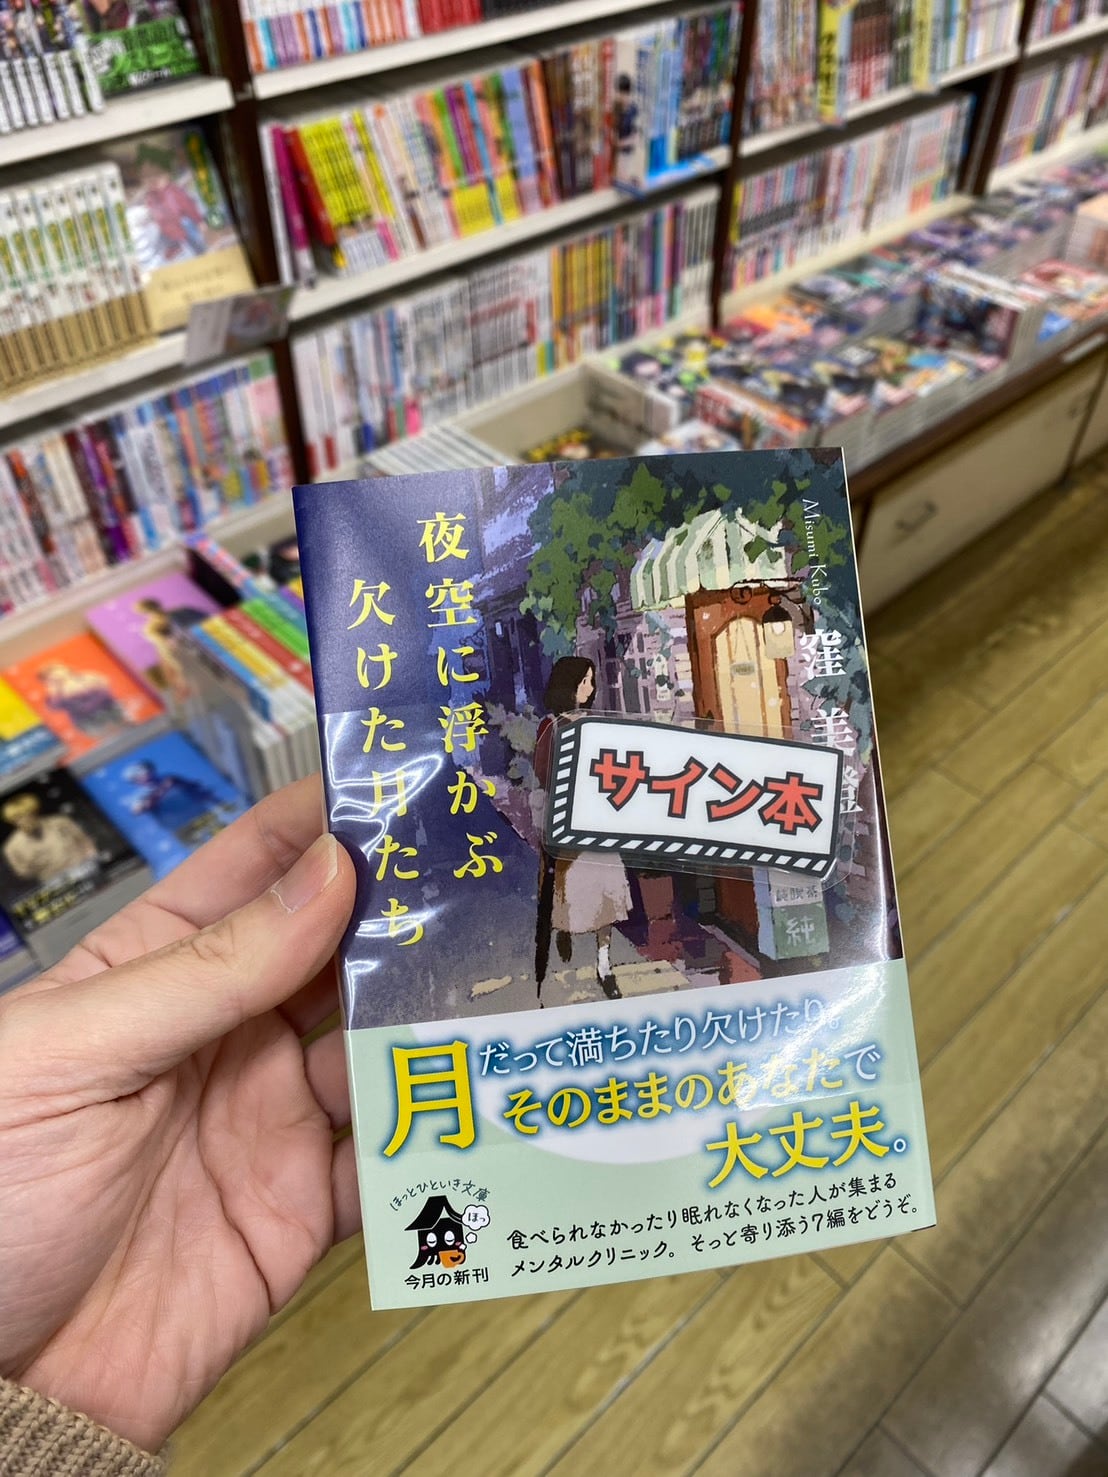 夜空に浮かぶ
欠けた月たち
Misumi Kubo
窪 美澄
サイン本
純喫茶
純
月だって満ちたり欠けたり。
そのままのあなたで
大丈夫。
ほっとひといき文庫
ほっ
今月の新刊
食べられなかったり眠れなくなった人が集まる
メンタルクリニック。そっと寄り添う7編をどうぞ。